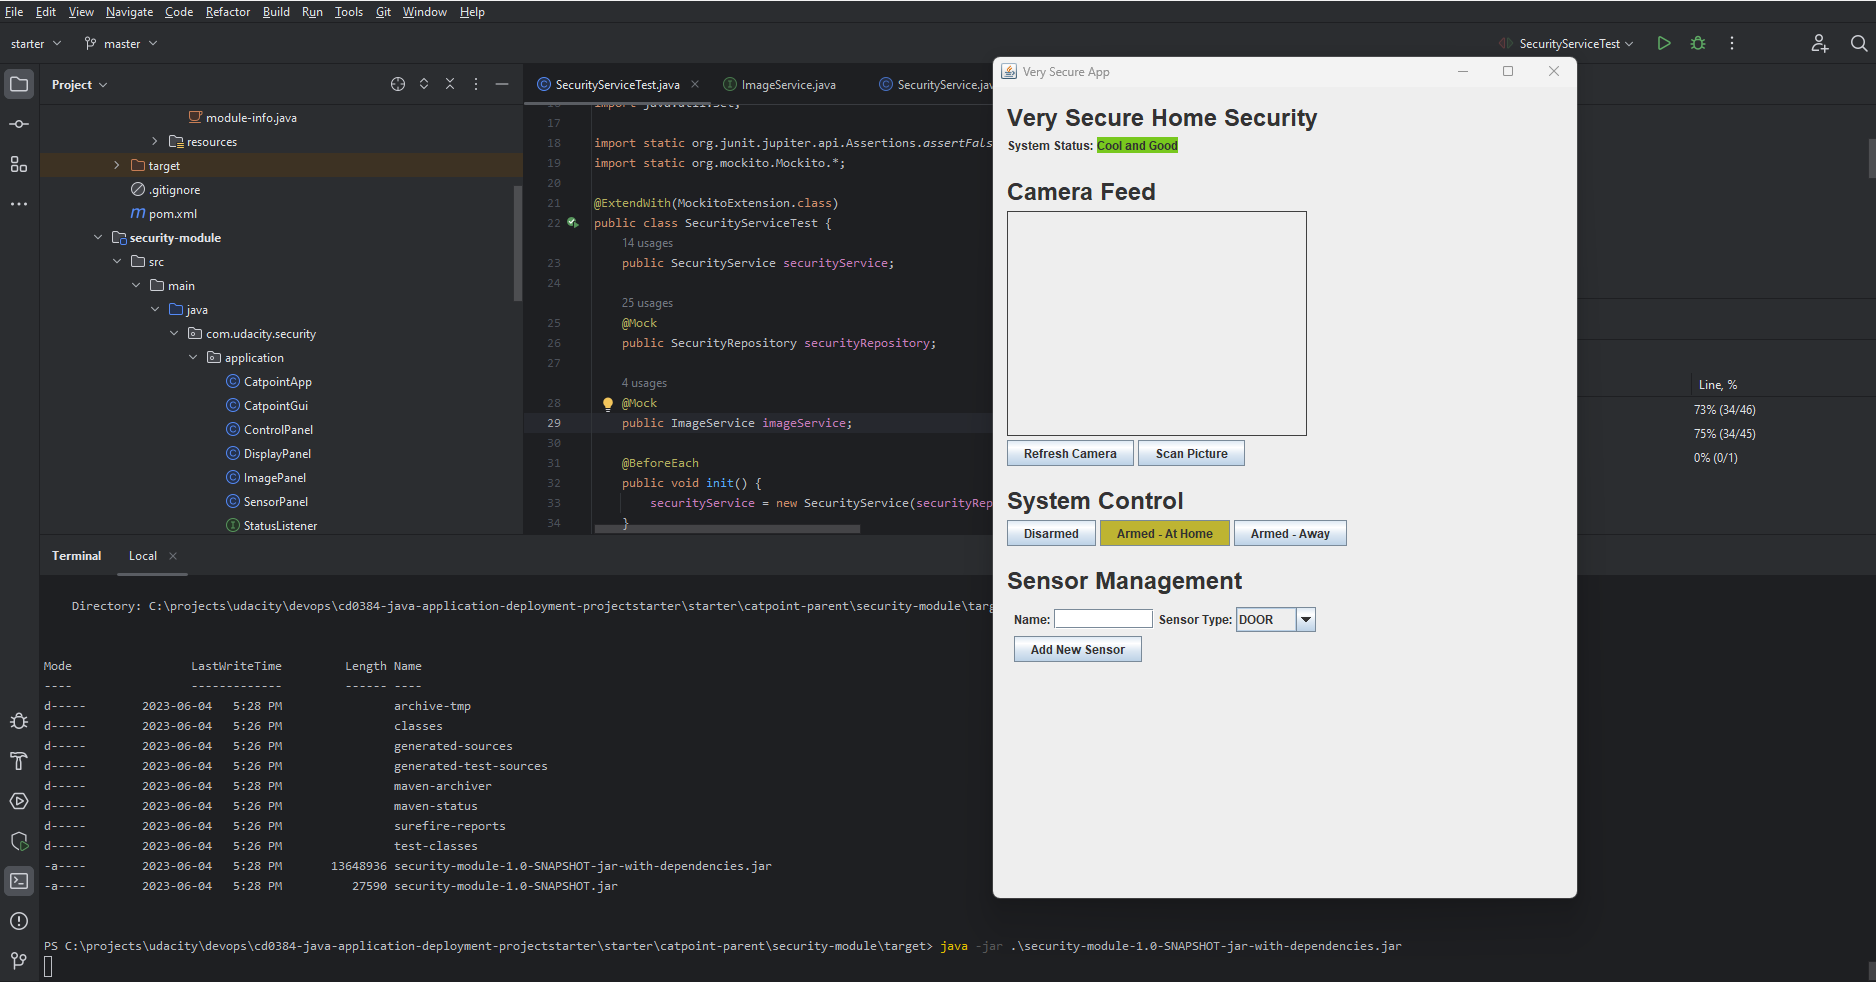 File Edit View Navigate Code Refactor Build Run Tools Git Window Help
starter master SecurityServiceTest
Project
module-info.java
resources
target
.gitignore
pom.xml
security-module
src
main
java
com.udacity.security
application
CatpointApp
CatpointGui
ControlPanel
DisplayPanel
ImagePanel
SensorPanel
StatusListener
SecurityServiceTest.java ImageService.java SecurityService.jav
import java.util.Set;
17
18 import static org.junit.jupiter.api.Assertions.assertFals
19 import static org.mockito.Mockito.*;
20
21 @ExtendWith(MockitoExtension.class)
22 public class SecurityServiceTest {
14 usages
23 public SecurityService securityService;
24
25 usages
25 @Mock
26 public SecurityRepository securityRepository;
27
4 usages
28 @Mock
29 public ImageService imageService;
30
31 @BeforeEach
32 public void init() {
33 securityService = new SecurityService(securityRep
34 }
Very Secure App
Very Secure Home Security
System Status: Cool and Good
Camera Feed
Refresh Camera Scan Picture
System Control
Disarmed Armed - At Home Armed - Away
Sensor Management
Name: Sensor Type: DOOR
Add New Sensor
Line, %
73% (34/46)
75% (34/45)
0% (0/1)
Terminal Local
Directory: C:\projects\udacity\devops\cd0384-java-application-deployment-projectstarter\starter\catpoint-parent\security-module\targ
Mode LastWriteTime Length Name
---- ------------- ------ ----
d----- 2023-06-04 5:28 PM archive-tmp
d----- 2023-06-04 5:26 PM classes
d----- 2023-06-04 5:26 PM generated-sources
d----- 2023-06-04 5:26 PM generated-test-sources
d----- 2023-06-04 5:28 PM maven-archiver
d----- 2023-06-04 5:26 PM maven-status
d----- 2023-06-04 5:26 PM surefire-reports
d----- 2023-06-04 5:26 PM test-classes
-a---- 2023-06-04 5:28 PM 13648936 security-module-1.0-SNAPSHOT-jar-with-dependencies.jar
-a---- 2023-06-04 5:28 PM 27590 security-module-1.0-SNAPSHOT.jar
PS C:\projects\udacity\devops\cd0384-java-application-deployment-projectstarter\starter\catpoint-parent\security-module\target> java -jar .\security-module-1.0-SNAPSHOT-jar-with-dependencies.jar